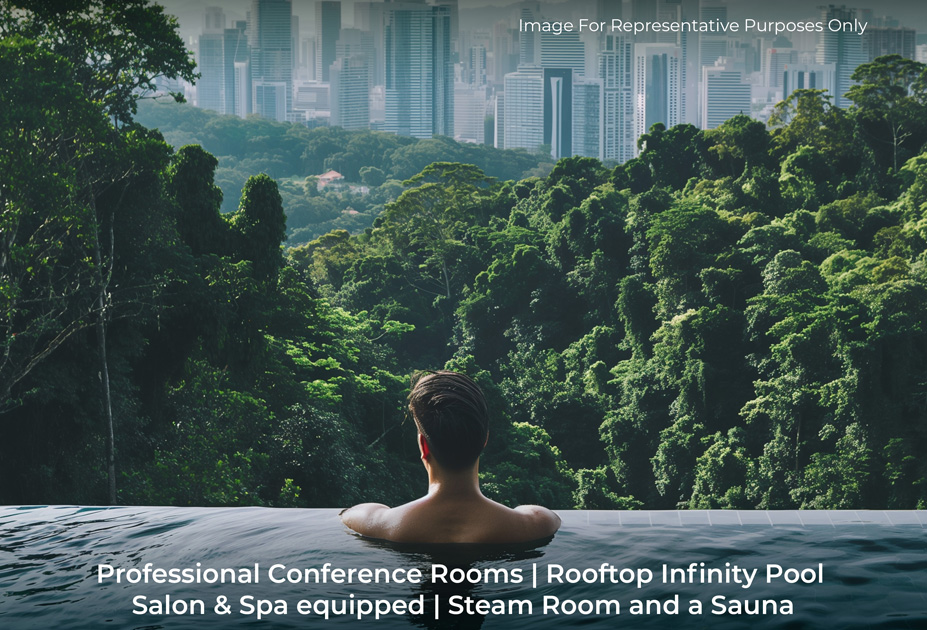 Image For Representative Purposes Only
Professional Conference Rooms | Rooftop Infinity Pool
Salon & Spa equipped | Steam Room and a Sauna